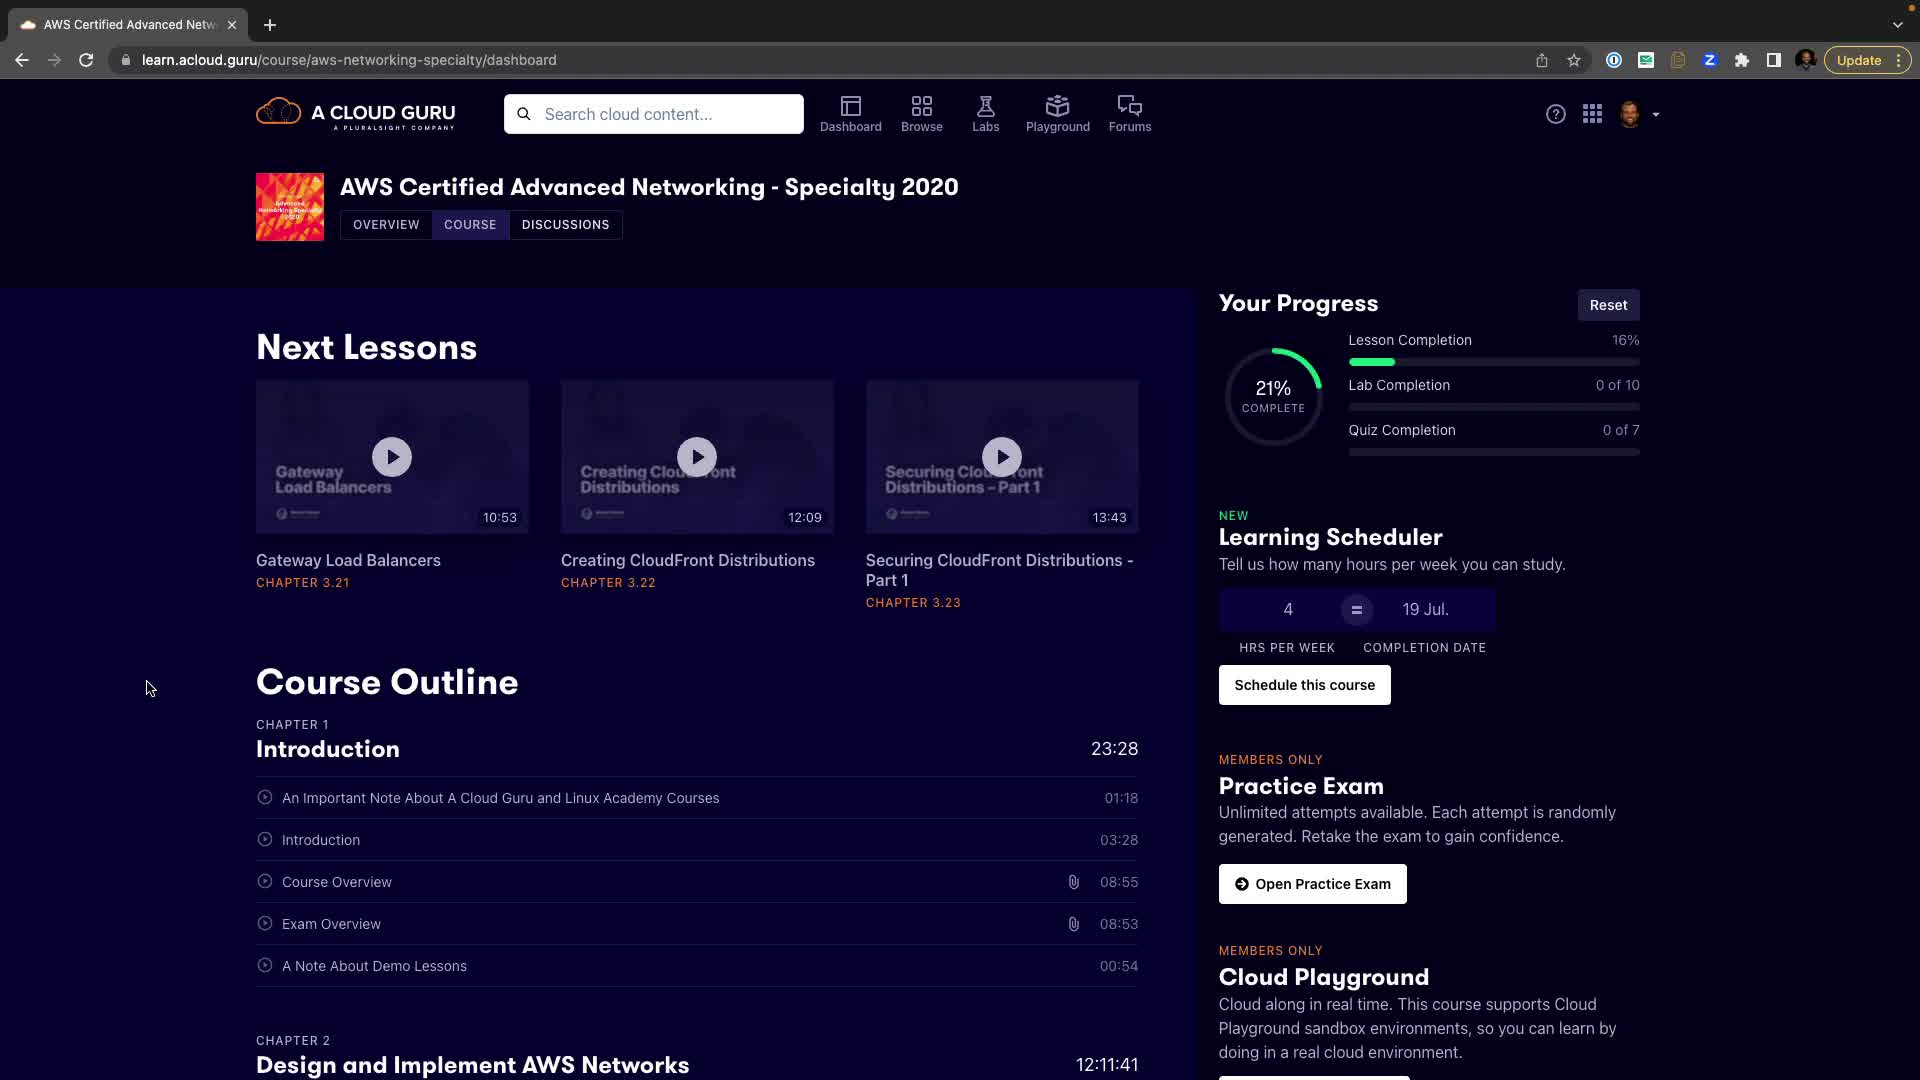 AWS Certified Advanced Netw
learn.acloud.guru/course/aws-networking-specialty/dashboard
Update
A CLOUD GURU
A PLURALSIGHT COMPANY
Search cloud content...
Dashboard
Browse
Labs
Playground
Forums
AWS Certified Advanced Networking - Specialty 2020
OVERVIEW
COURSE
DISCUSSIONS
Next Lessons
Gateway
Load Balancers
10:53
Gateway Load Balancers
CHAPTER 3.21
Distributions
12:09
Creating CloudFront Distributions
CHAPTER 3.22
Distributions – Part 1
13:43
Securing CloudFront Distributions -
Part 1
CHAPTER 3.23
Course Outline
CHAPTER 1
Introduction 23:28
An Important Note About A Cloud Guru and Linux Academy Courses 01:18
Introduction 03:28
Course Overview 08:55
Exam Overview 08:53
A Note About Demo Lessons 00:54
CHAPTER 2
Design and Implement AWS Networks 12:11:41
Your Progress
Reset
21%
COMPLETE
Lesson Completion 16%
Lab Completion 0 of 10
Quiz Completion 0 of 7
NEW
Learning Scheduler
Tell us how many hours per week you can study.
4 = 19 Jul.
HRS PER WEEK COMPLETION DATE
Schedule this course
MEMBERS ONLY
Practice Exam
Unlimited attempts available. Each attempt is randomly
generated. Retake the exam to gain confidence.
Open Practice Exam
MEMBERS ONLY
Cloud Playground
Cloud along in real time. This course supports Cloud
Playground sandbox environments, so you can learn by
doing in a real cloud environment.